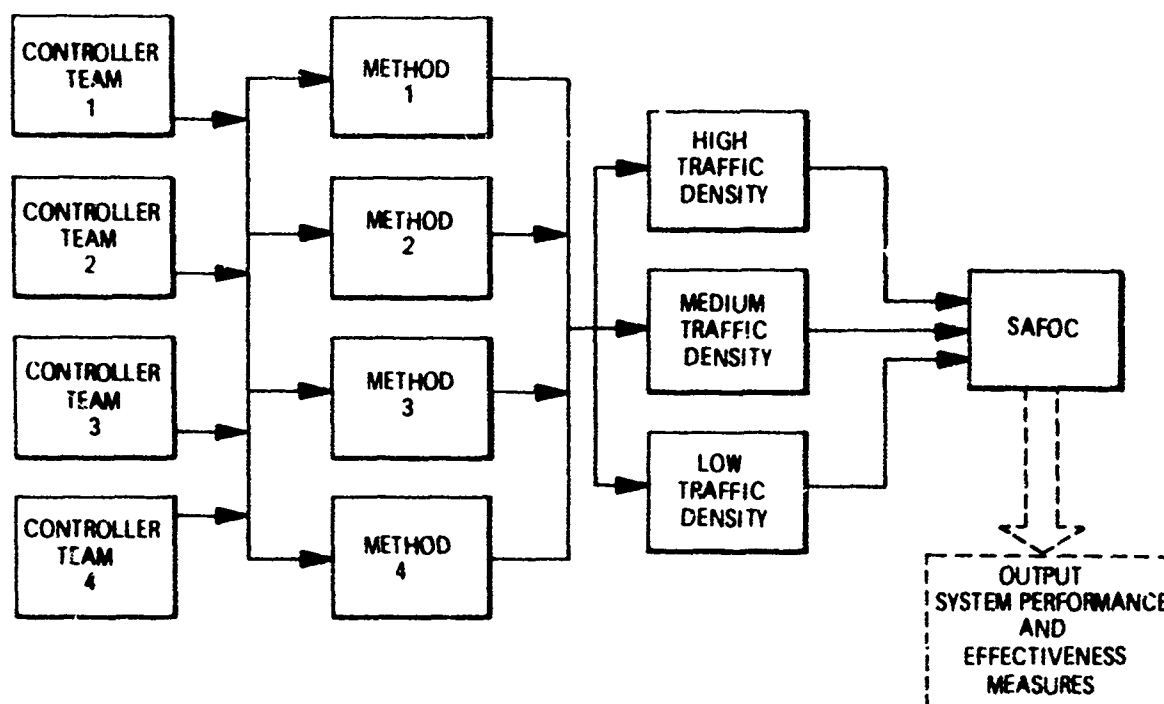 CONTROLLER
TEAM
1
CONTROLLER
TEAM
2
CONTROLLER
TEAM
3
CONTROLLER
TEAM
4
METHOD
1
METHOD
2
METHOD
3
METHOD
4
HIGH
TRAFFIC
DENSITY
MEDIUM
TRAFFIC
DENSITY
LOW
TRAFFIC
DENSITY
SAFOC
OUTPUT
SYSTEM PERFORMANCE
AND
EFFECTIVENESS
MEASURES